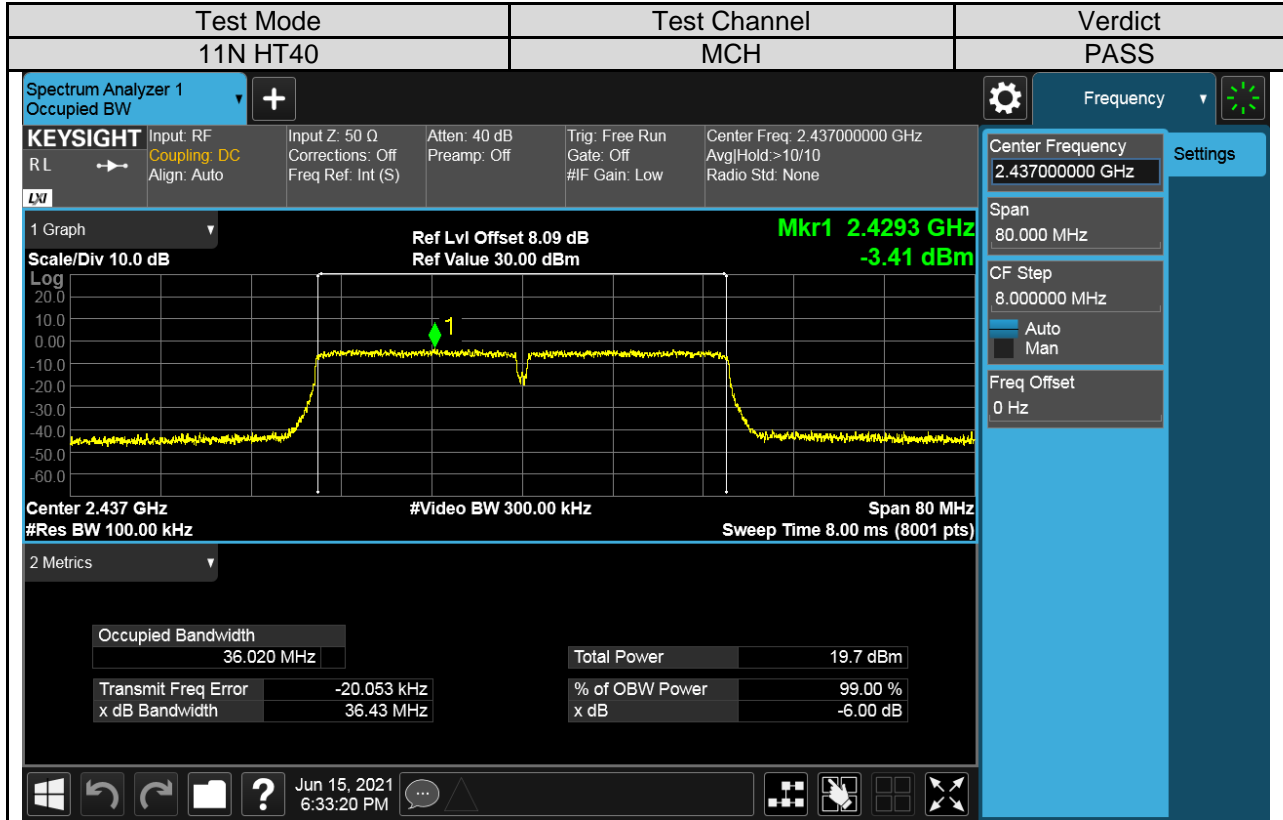 Test Mode Test Channel Verdict
11N HT40 MCH PASS
Spectrum Analyzer 1
Occupied BW
+
Frequency
KEYSIGHT
R L
LXI
Input: RF
Coupling: DC
Align: Auto
Input Z: 50 Ω
Corrections: Off
Freq Ref: Int (S)
Atten: 40 dB
Preamp: Off
Trig: Free Run
Gate: Off
#IF Gain: Low
Center Freq: 2.437000000 GHz
Avg|Hold:>10/10
Radio Std: None
Center Frequency
2.437000000 GHz
Settings
Span
80.000 MHz
CF Step
8.000000 MHz
Auto
Man
Freq Offset
0 Hz
1 Graph
Scale/Div 10.0 dB
Ref Lvl Offset 8.09 dB
Ref Value 30.00 dBm
Mkr1 2.4293 GHz
-3.41 dBm
Log
20.0
10.0
0.00
-10.0
-20.0
-30.0
-40.0
-50.0
-60.0
1
Center 2.437 GHz
#Res BW 100.00 kHz
#Video BW 300.00 kHz
Span 80 MHz
Sweep Time 8.00 ms (8001 pts)
2 Metrics
Occupied Bandwidth
36.020 MHz
Total Power 19.7 dBm
Transmit Freq Error -20.053 kHz
% of OBW Power 99.00 %
x dB Bandwidth 36.43 MHz
x dB -6.00 dB
?
Jun 15, 2021
6:33:20 PM